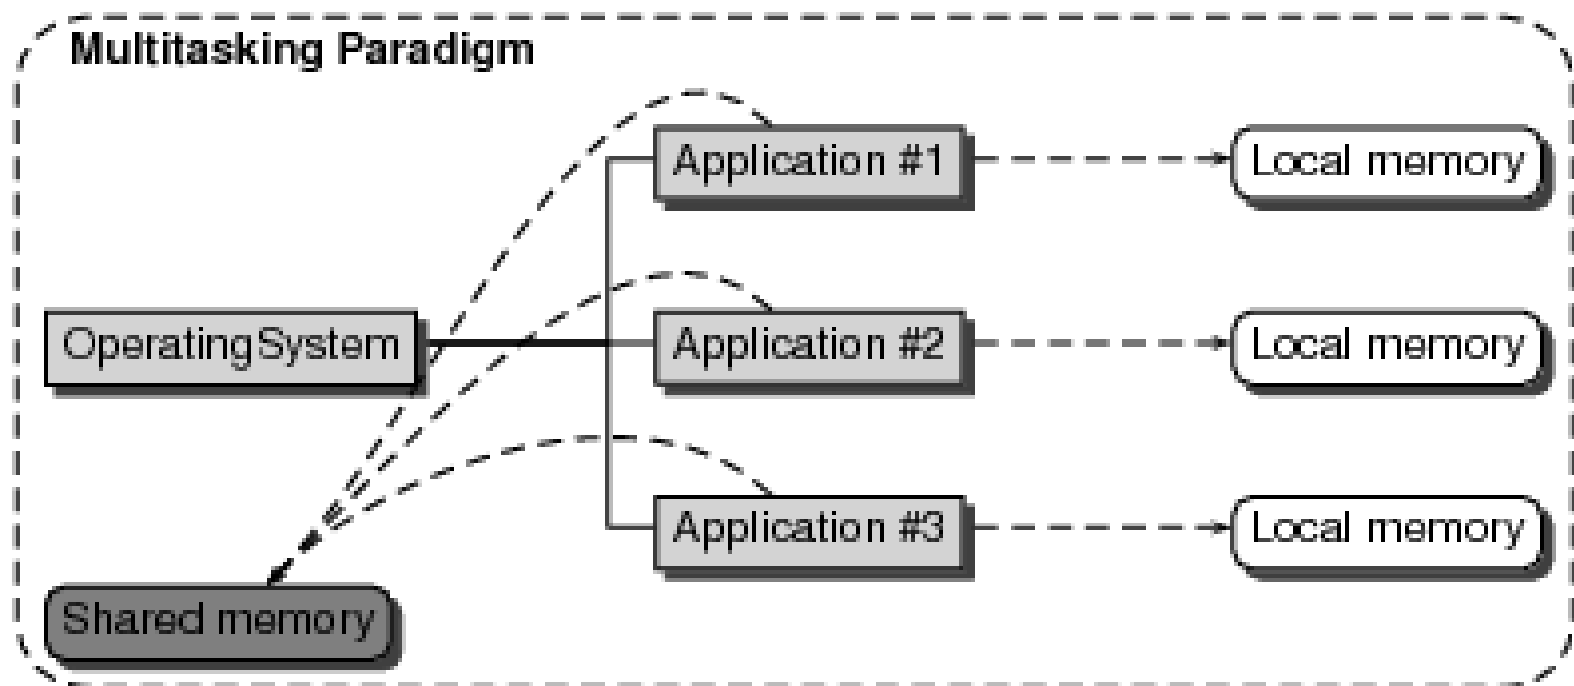 Multitasking Paradigm
Application #1
Local memory
OperatingSystem
Application #2
Local memory
Application #3
Local memory
Shared memory